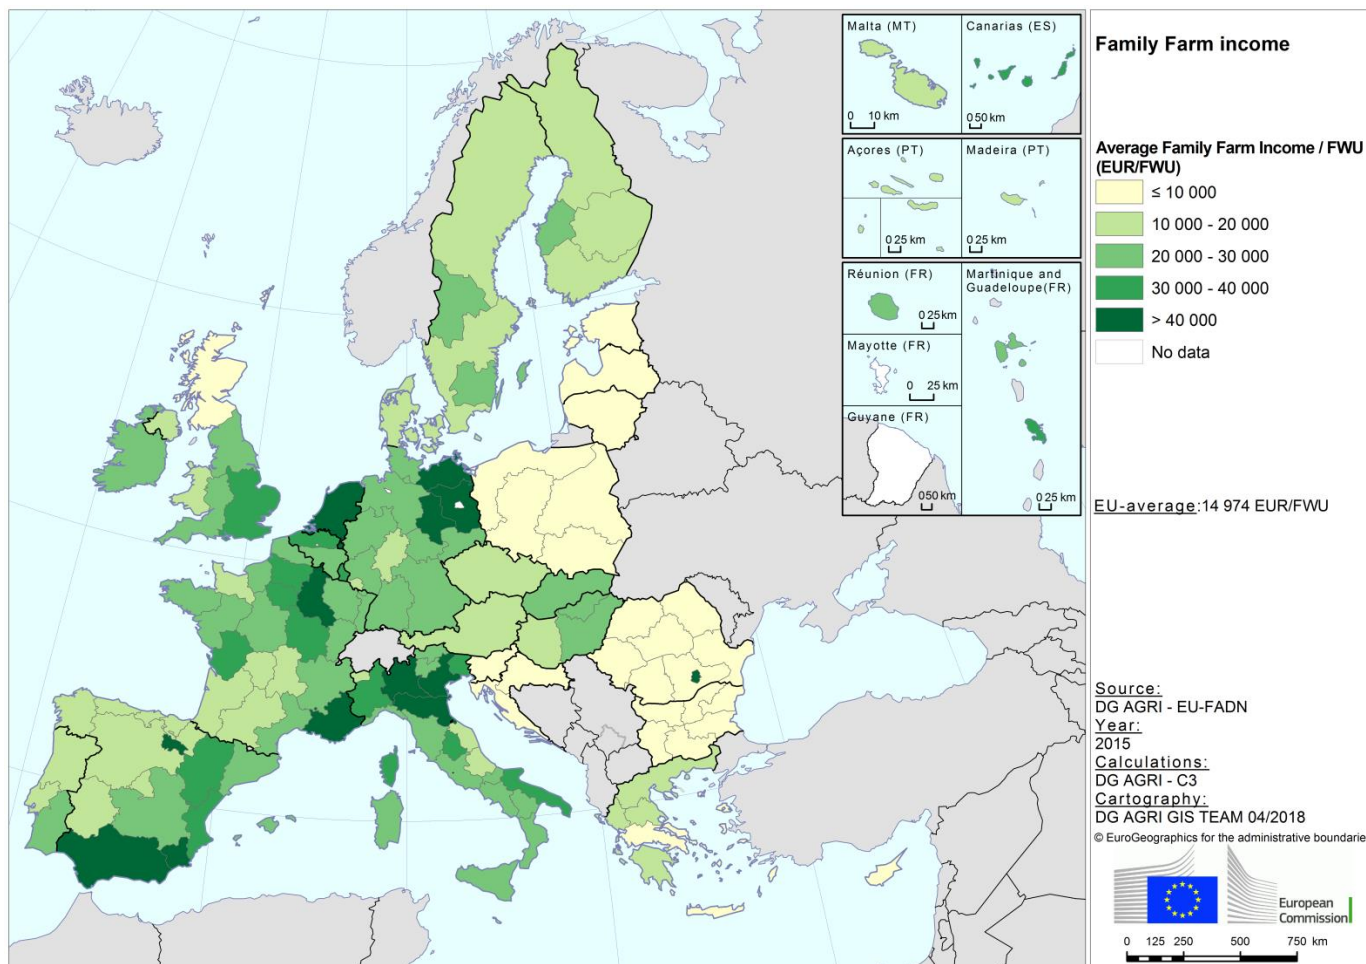 Malta (MT)
0 10 km
Canarias (ES)
0 50 km
Açores (PT)
0 25 km
Madeira (PT)
0 25 km
Réunion (FR)
0 25 km
Martinique and
Guadeloupe(FR)
0 25 km
Mayotte (FR)
0 25 km
Guyane (FR)
0 50 km
Family Farm income
Average Family Farm Income / FWU
(EUR/FWU)
≤ 10 000
10 000 - 20 000
20 000 - 30 000
30 000 - 40 000
> 40 000
No data
EU-average:14 974 EUR/FWU
Source:
DG AGRI - EU-FADN
Year:
2015
Calculations:
DG AGRI - C3
Cartography:
DG AGRI GIS TEAM 04/2018
© EuroGeographics for the administrative boundarie
European
Commission
0 125 250 500 750 km